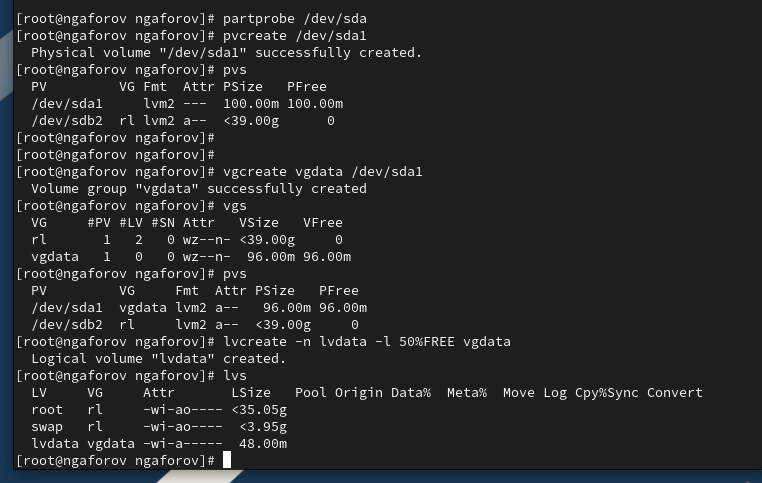 [root@ngaforov ngaforov]# partprobe /dev/sda
[root@ngaforov ngaforov]# pvcreate /dev/sda1
  Physical volume "/dev/sda1" successfully created.
[root@ngaforov ngaforov]# pvs
  PV         VG Fmt  Attr PSize   PFree
  /dev/sda1     lvm2 ---  100.00m 100.00m
  /dev/sdb2  rl lvm2 a--  <39.00g      0
[root@ngaforov ngaforov]#
[root@ngaforov ngaforov]#
[root@ngaforov ngaforov]# vgcreate vgdata /dev/sda1
  Volume group "vgdata" successfully created
[root@ngaforov ngaforov]# vgs
  VG     #PV #LV #SN Attr   VSize   VFree
  rl       1   2   0 wz--n- <39.00g     0
  vgdata   1   0   0 wz--n-  96.00m 96.00m
[root@ngaforov ngaforov]# pvs
  PV         VG     Fmt  Attr PSize   PFree
  /dev/sda1  vgdata lvm2 a--   96.00m 96.00m
  /dev/sdb2  rl     lvm2 a--  <39.00g     0
[root@ngaforov ngaforov]# lvcreate -n lvdata -l 50%FREE vgdata
  Logical volume "lvdata" created.
[root@ngaforov ngaforov]# lvs
  LV     VG     Attr       LSize   Pool Origin Data%  Meta%  Move Log Cpy%Sync Convert
  root   rl     -wi-ao---- <35.05g
  swap   rl     -wi-ao----  <3.95g
  lvdata vgdata -wi-a-----  48.00m
[root@ngaforov ngaforov]#